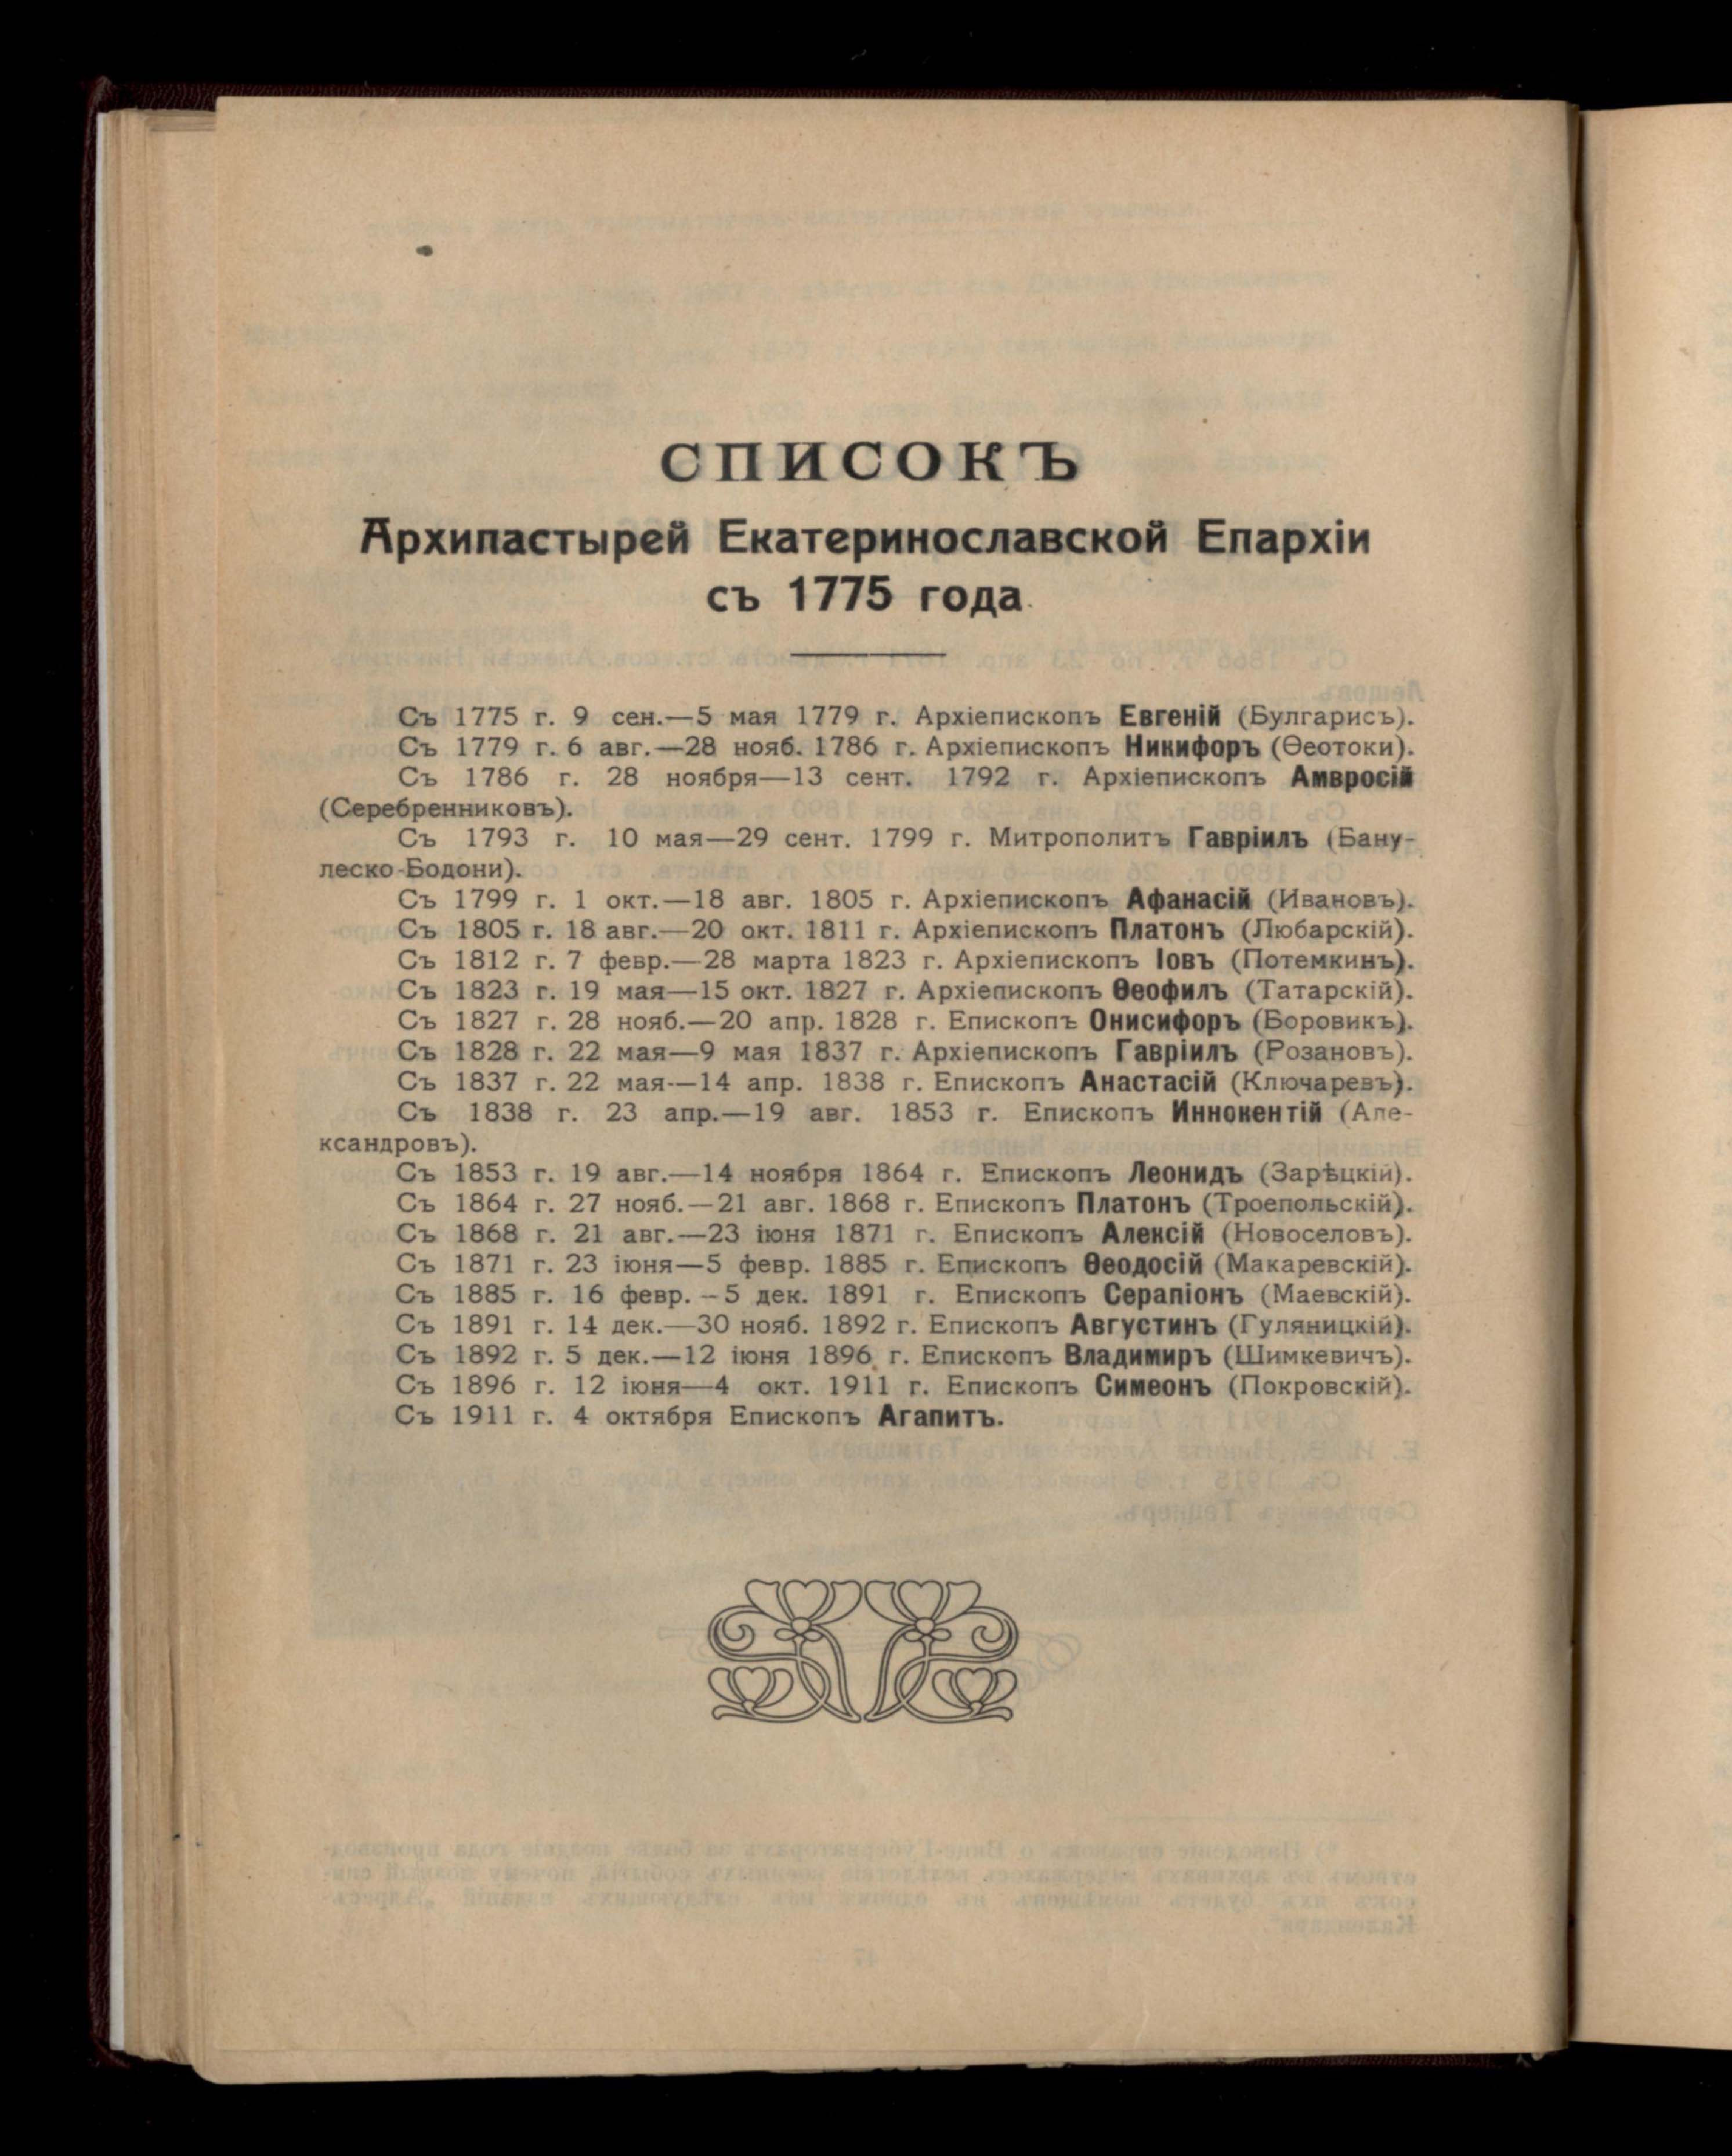 СПИСОКЪ
Архипастырей Екатеринославской Епархіи
съ 1775 года.
Съ 1775 г. 9 сен.—5 мая 1779 г. Архіепископъ Евгеній (Булгарисъ).
Съ 1779 г. 6 авг.—28 нояб. 1786 г. Архіепископъ Никифоръ (Ѳеотоки).
Съ 1786 г. 28 ноября—13 сент. 1792 г. Архіепископъ Амвросій
(Серебренниковъ).
Съ 1793 г. 10 мая—29 сент. 1799 г. Митрополитъ Гавріилъ (Бану-
леско-Бодони).
Съ 1799 г. 1 окт.—18 авг. 1805 г. Архіепископъ Афанасій (Ивановъ).
Съ 1805 г. 18 авг.—20 окт. 1811 г. Архіепископъ Платонъ (Любарскій).
Съ 1812 г. 7 февр.—28 марта 1823 г. Архіепископъ Іовъ (Потемкинъ).
Съ 1823 г. 19 мая—15 окт. 1827 г. Архіепископъ Ѳеофилъ (Татарскій).
Съ 1827 г. 28 нояб.—20 апр. 1828 г. Епископъ Онисифоръ (Боровикъ).
Съ 1828 г. 22 мая—9 мая 1837 г. Архіепископъ Гавріилъ (Розановъ).
Съ 1837 г. 22 мая—14 апр. 1838 г. Епископъ Анастасій (Ключаревъ).
Съ 1838 г. 23 апр.—19 авг. 1853 г. Епископъ Иннокентій (Але-
ксандровъ).
Съ 1853 г. 19 авг.—14 ноября 1864 г. Епископъ Леонидъ (Зарѣцкій).
Съ 1864 г. 27 нояб.—21 авг. 1868 г. Епископъ Платонъ (Троепольскій).
Съ 1868 г. 21 авг.—23 іюня 1871 г. Епископъ Алексій (Новоселовъ).
Съ 1871 г. 23 іюня—5 февр. 1885 г. Епископъ Ѳеодосій (Макаревскій).
Съ 1885 г. 16 февр.–5 дек. 1891 г. Епископъ Серапіонъ (Маевскій).
Съ 1891 г. 14 дек.—30 нояб. 1892 г. Епископъ Августинъ (Гуляницкій).
Съ 1892 г. 5 дек.—12 іюня 1896 г. Епископъ Владимиръ (Шимкевичъ).
Съ 1896 г. 12 іюня—4 окт. 1911 г. Епископъ Симеонъ (Покровскій).
Съ 1911 г. 4 октября Епископъ Агапитъ.